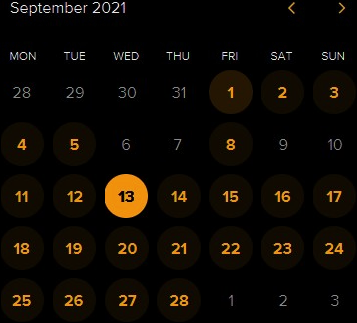 September 2021
MON TUE WED THU FRI SAT SUN
28 29 30 31 1 2 3
4 5 6 7 8 9 10
11 12 13 14 15 16 17
18 19 20 21 22 23 24
25 26 27 28 1 2 3